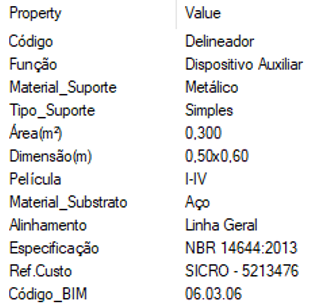 Property Value
Código Delineador
Função Dispositivo Auxiliar
Material_Suporte Metálico
Tipo_Suporte Simples
Área(m²) 0,300
Dimensão(m) 0,50x0,60
Película I-IV
Material_Substrato Aço
Alinhamento Linha Geral
Especificação NBR 14644:2013
Ref.Custo SICRO - 5213476
Código_BIM 06.03.06